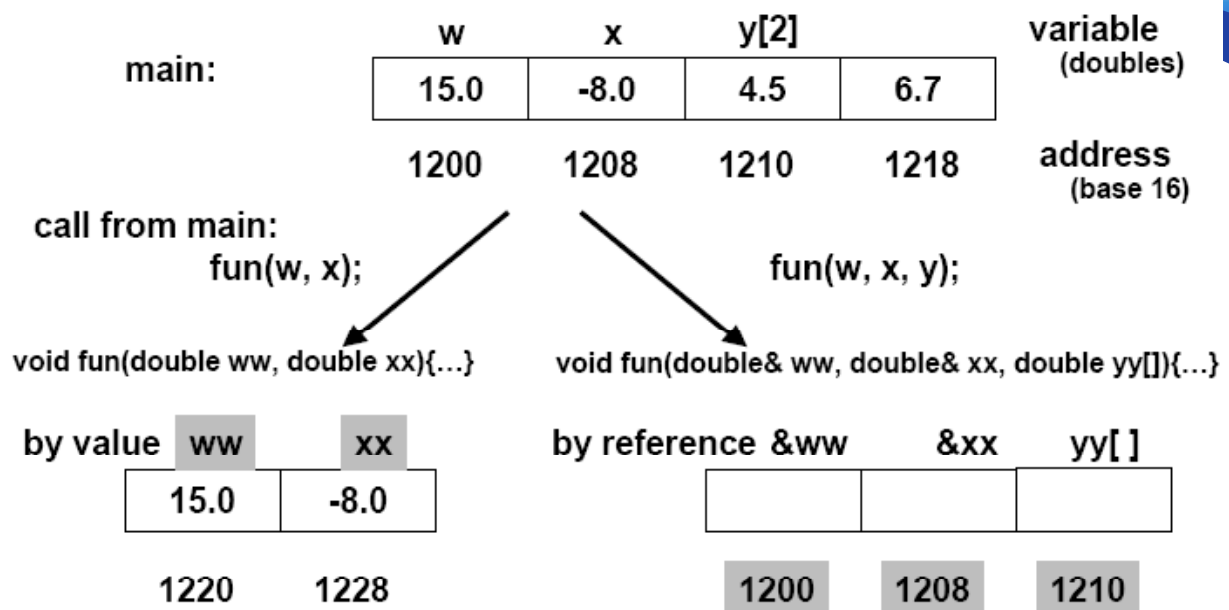 w x y[2] variable
(doubles)
main:
15.0 -8.0 4.5 6.7
1200 1208 1210 1218 address
(base 16)
call from main:
fun(w, x); fun(w, x, y);
void fun(double ww, double xx){...} void fun(double& ww, double& xx, double yy[]){...}
by value ww xx by reference &ww &xx yy[ ]
15.0 -8.0
1220 1228 1200 1208 1210